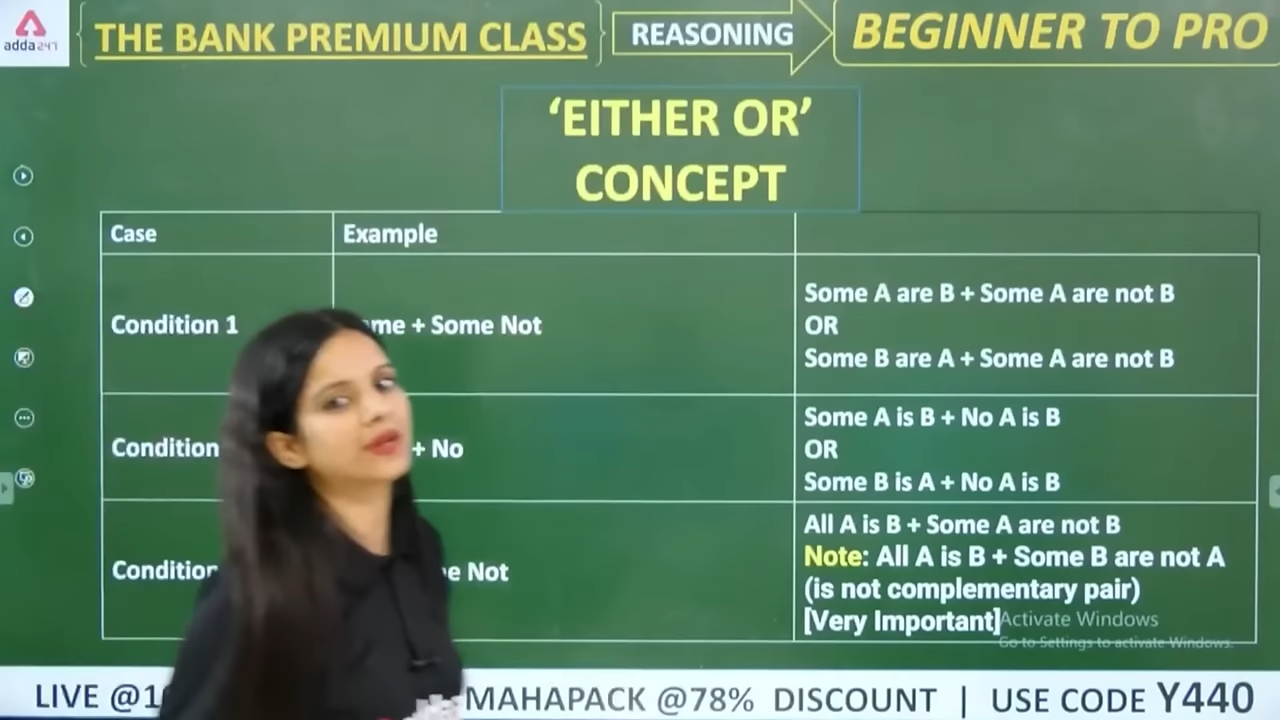 adda247
THE BANK PREMIUM CLASS
REASONING
BEGINNER TO PRO
‘EITHER OR’
CONCEPT
Case
Example
Condition 1
+ Some Not
Some A are B + Some A are not B
OR
Some B are A + Some A are not B
Condition
+ No
Some A is B + No A is B
OR
Some B is A + No A is B
Condition
Not
All A is B + Some A are not B
Note: All A is B + Some B are not A
(is not complementary pair)
[Very Important]
Activate Windows
Go to Settings to activate Windows.
LIVE
MAHAPACK @78% DISCOUNT | USE CODE Y440